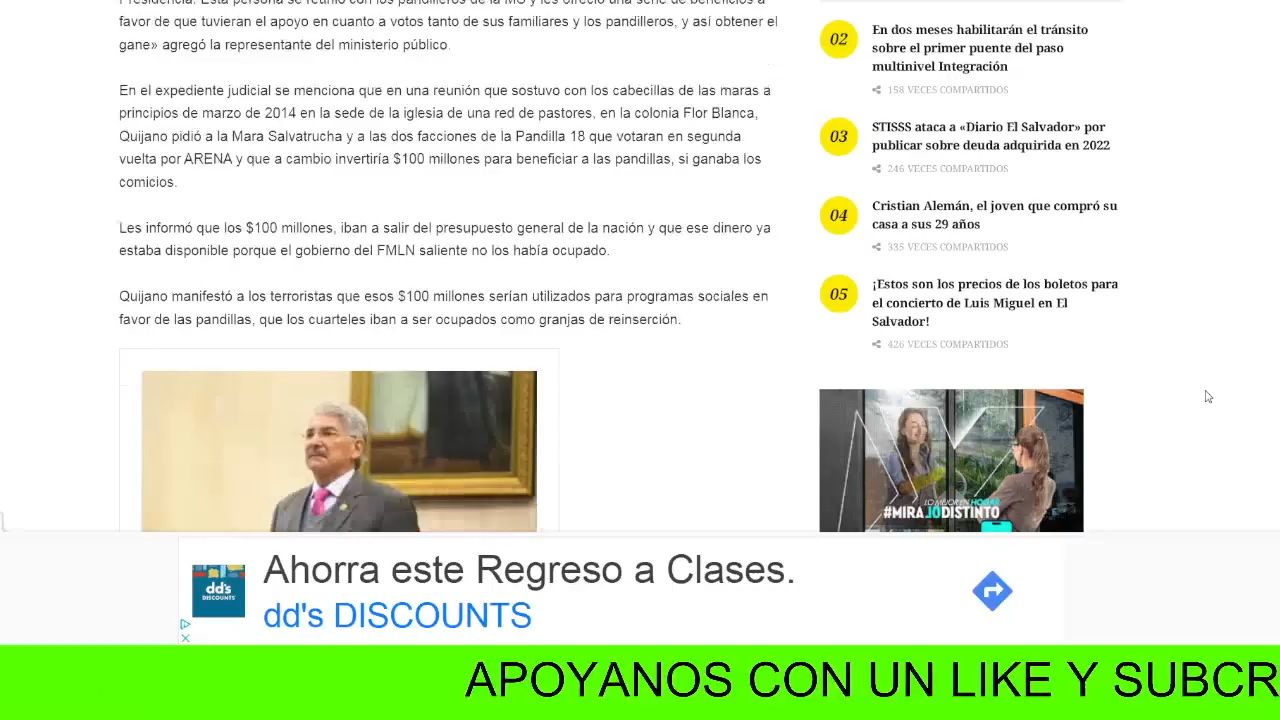 Presidencia. Esta persona se reunió con los pandilleros de la MS y les ofreció una serie de beneficios a
favor de que tuvieran el apoyo en cuanto a votos tanto de sus familiares y los pandilleros, y así obtener el
gane» agregó la representante del ministerio público.
En el expediente judicial se menciona que en una reunión que sostuvo con los cabecillas de las maras a
principios de marzo de 2014 en la sede de la iglesia de una red de pastores, en la colonia Flor Blanca,
Quijano pidió a la Mara Salvatrucha y a las dos facciones de la Pandilla 18 que votaran en segunda
vuelta por ARENA y que a cambio invertiría $100 millones para beneficiar a las pandillas, si ganaba los
comicios.
Les informó que los $100 millones, iban a salir del presupuesto general de la nación y que ese dinero ya
estaba disponible porque el gobierno del FMLN saliente no los había ocupado.
Quijano manifestó a los terroristas que esos $100 millones serían utilizados para programas sociales en
favor de las pandillas, que los cuarteles iban a ser ocupados como granjas de reinserción.
02
En dos meses habilitarán el tránsito
sobre el primer puente del paso
multinivel Integración
158 VECES COMPARTIDOS
03
STISSS ataca a «Diario El Salvador» por
publicar sobre deuda adquirida en 2022
246 VECES COMPARTIDOS
04
Cristian Alemán, el joven que compró su
casa a sus 29 años
335 VECES COMPARTIDOS
05
¡Estos son los precios de los boletos para
el concierto de Luis Miguel en El
Salvador!
426 VECES COMPARTIDOS
LO MEJOR EN HOGAR
#MIRALODISTINTO
dd's
DISCOUNTS
Ahorra este Regreso a Clases.
dd's DISCOUNTS
APOYANOS CON UN LIKE Y SUBCR